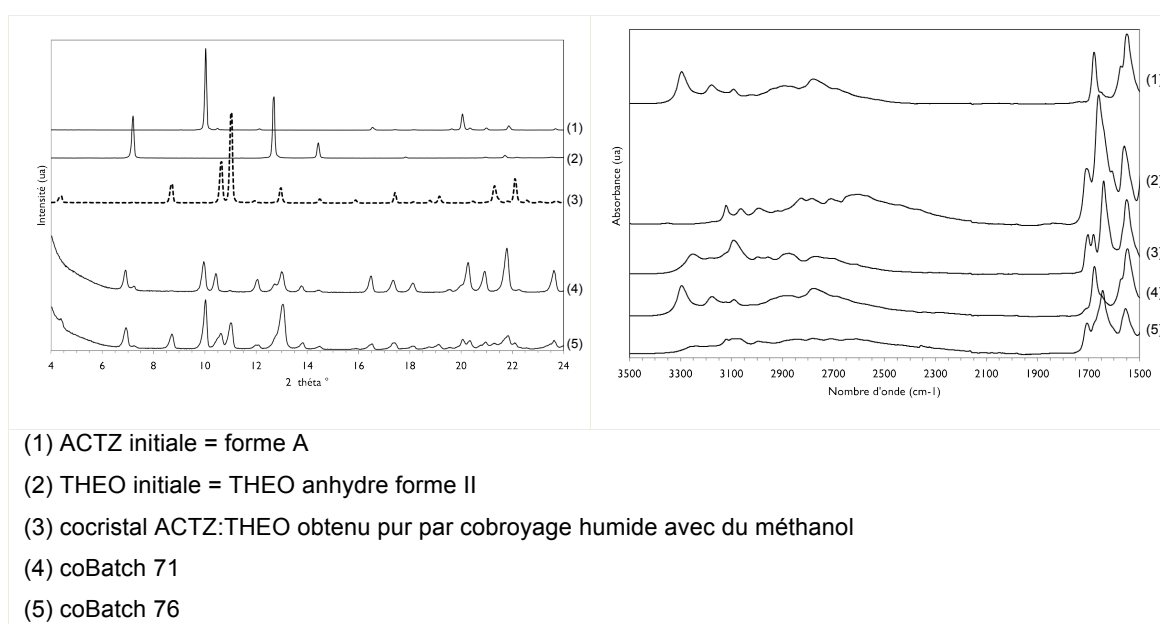 Intensité (ua)
(1)
(2)
(3)
(4)
(5)
4 6 8 10 12 14 16 18 20 22 24
2 théta °
Absorbance (ua)
(1)
(2)
(3)
(4)
(5)
3500 3300 3100 2900 2700 2500 2300 2100 1900 1700 1500
Nombre d'onde (cm-1)
(1) ACTZ initiale = forme A
(2) THEO initiale = THEO anhydre forme II
(3) cocristal ACTZ:THEO obtenu pur par cobroyage humide avec du méthanol
(4) coBatch 71
(5) coBatch 76